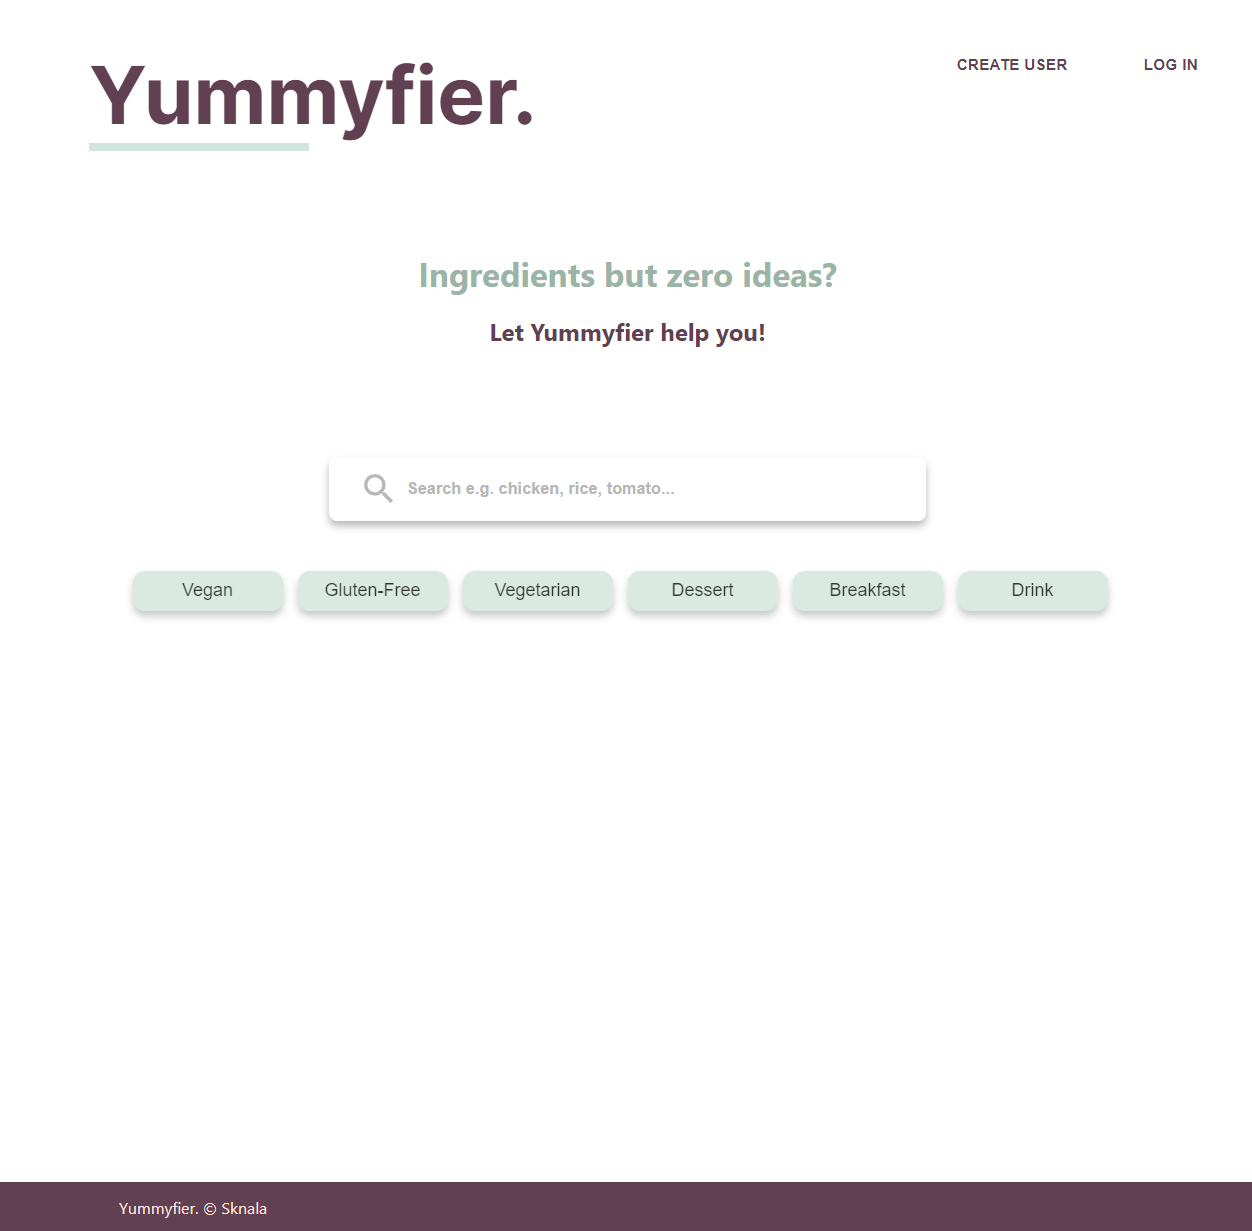 Yummyfier.
CREATE USER
LOG IN
Ingredients but zero ideas?
Let Yummyfier help you!
Search e.g. chicken, rice, tomato...
Vegan
Gluten-Free
Vegetarian
Dessert
Breakfast
Drink
Yummyfier. © Sknala